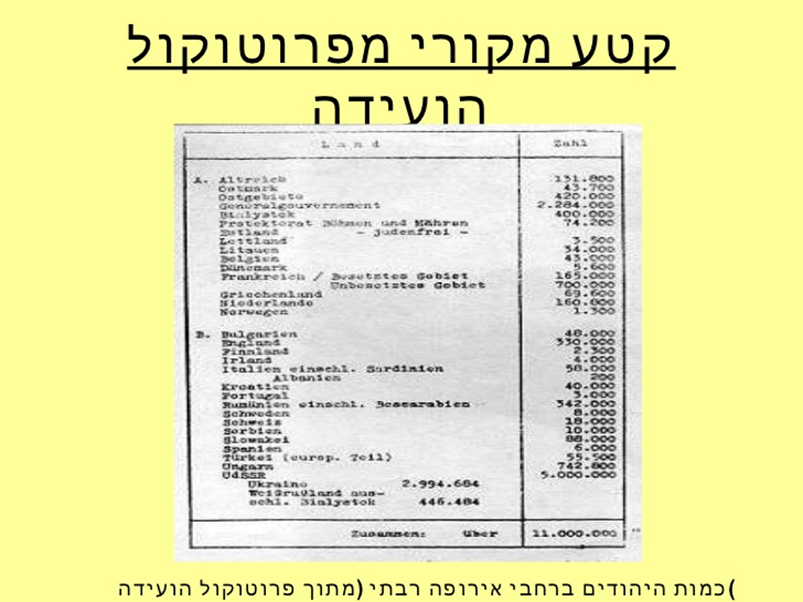 קטע מקורי מפרוטוקול
הועידה
Land Zahl
A. Altreich 131.800
Ostmark 43.700
Ostgebiete 420.000
Generalgouvernement 2.284.000
Bialystok 400.000
Protektorat Böhmen und Mähren 74.200
Estland - judenfrei -
Lettland 3.500
Litauen 34.000
Belgien 43.000
Dänemark 5.600
Frankreich / Besetztes Gebiet 165.000
Unbesetztes Gebiet 700.000
Griechenland 69.600
Niederlande 160.800
Norwegen 1.300
B. Bulgarien 48.000
England 330.000
Finnland 2.300
Irland 4.000
Italien einschl. Sardinien 58.000
Albanien 200
Kroatien 40.000
Portugal 3.000
Rumänien einschl. Bessarabien 342.000
Schweden 8.000
Schweiz 18.000
Serbien 10.000
Slowakei 88.000
Spanien 6.000
Türkei (europ. Teil) 55.500
Ungarn 742.800
UdSSR 5.000.000
Ukraine 2.994.684
Weißrußland aus-
schl. Bialystok 446.484
Zusammen: über 11.000.000
)כמות היהודים ברחבי אירופה רבתי (מתוך פרוטוקול הועידה